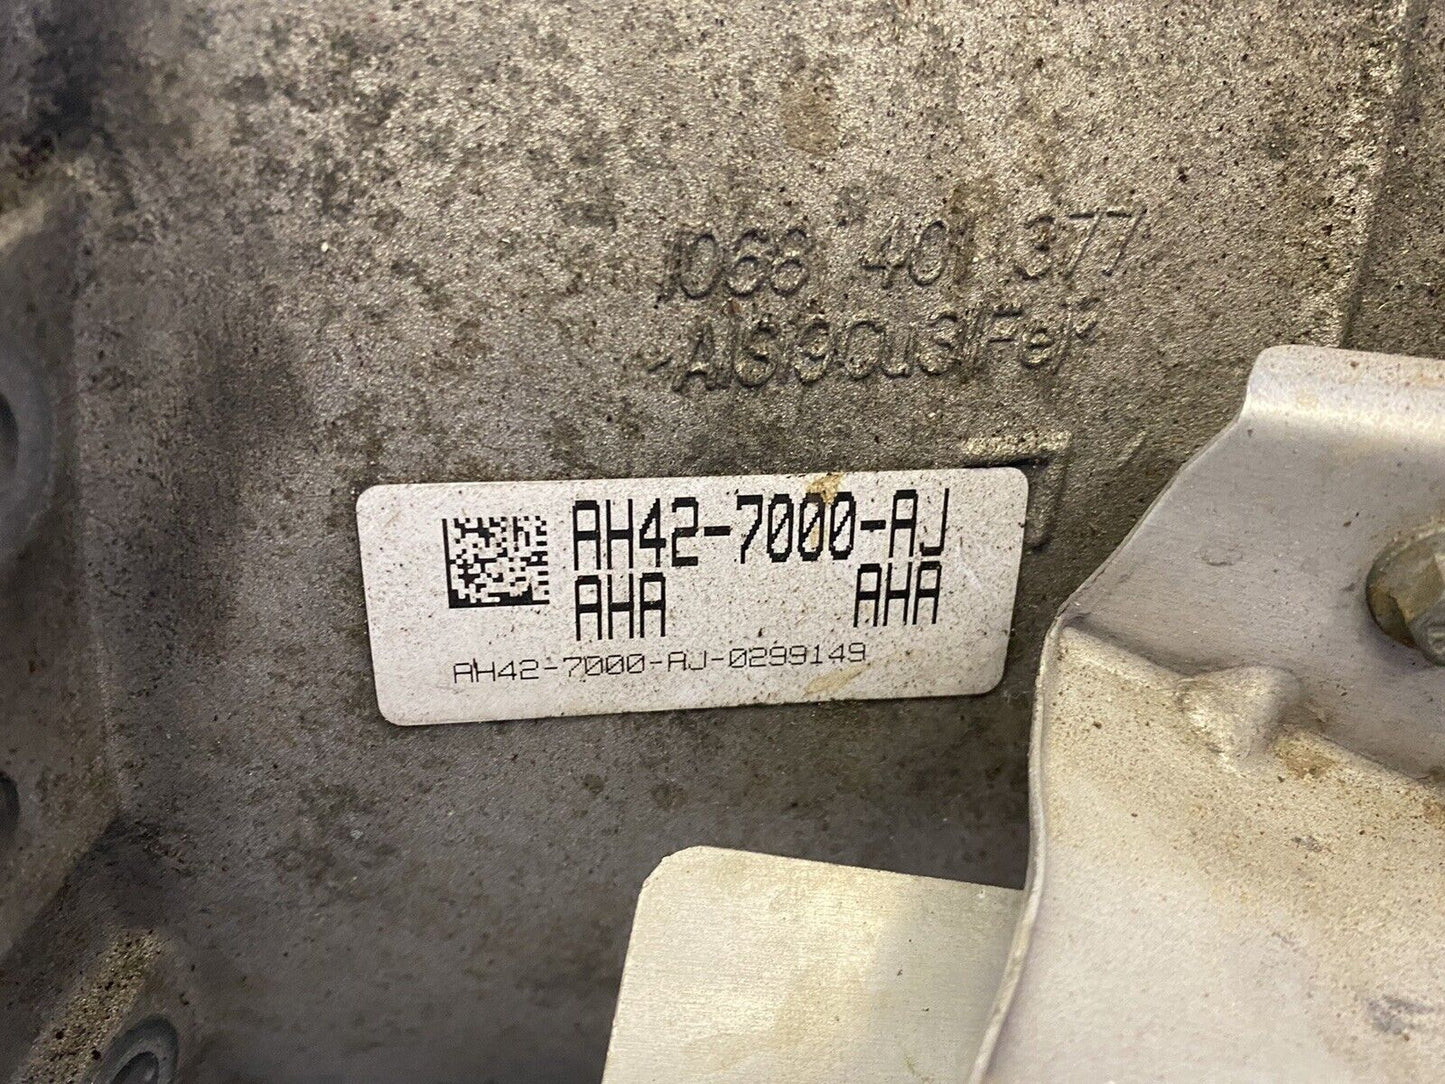 1068 401 377
AlSi9Cu3(Fe)
AH42-7000-AJ
AHA AHA
AH42-7000-AJ-0299149